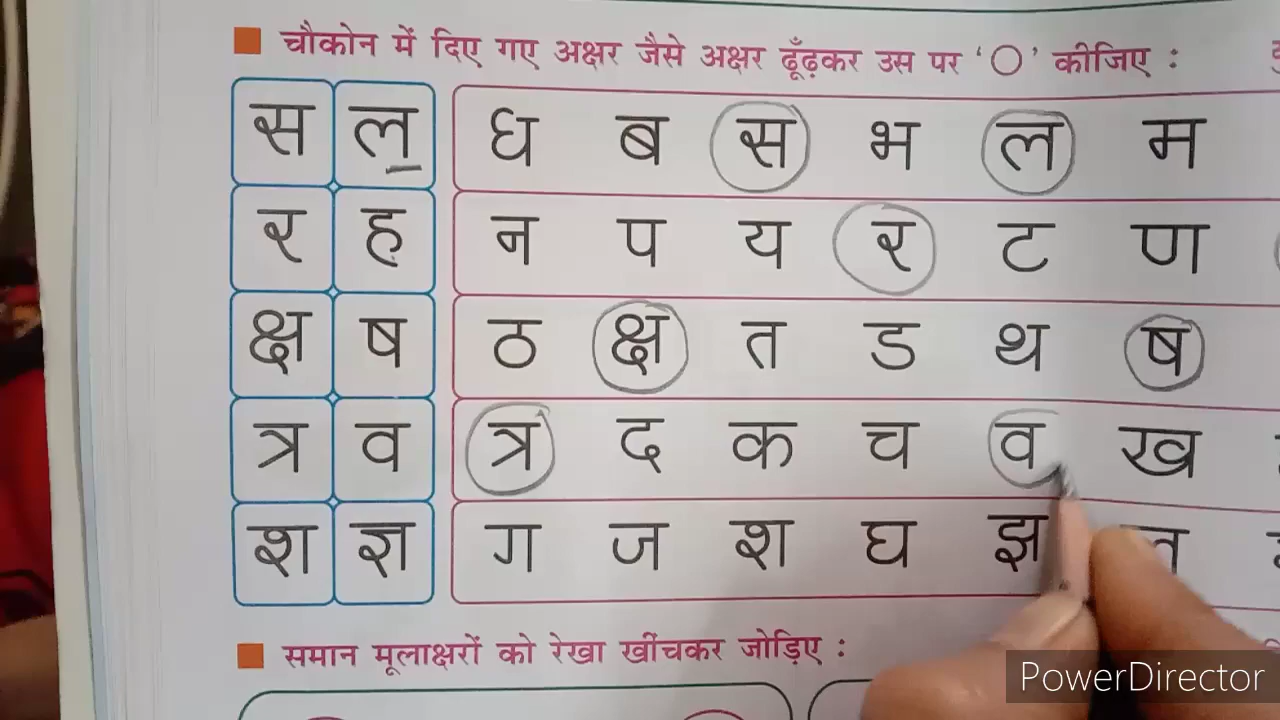 चौकोन में दिए गए अक्षर जैसे अक्षर ढूँढ़कर उस पर ‘○’ कीजिए :
स ल ध ब स भ ल म
र ह न प य र ट ण
क्ष ष ठ क्ष त ड थ ष
त्र व त्र द क च व ख
श ज्ञ ग ज श घ झ
समान मूलाक्षरों को रेखा खींचकर जोड़िए :
PowerDirector